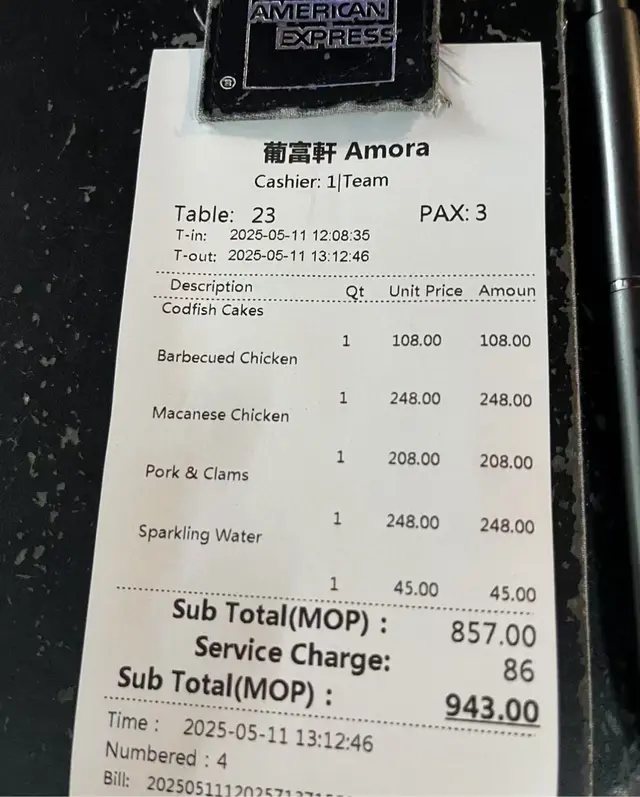 AMERICAN
EXPRESS
®
葡富軒 Amora
Cashier: 1|Team
Table: 23 PAX: 3
T-in: 2025-05-11 12:08:35
T-out: 2025-05-11 13:12:46
Description Qt Unit Price Amoun
Codfish Cakes
1 108.00 108.00
Barbecued Chicken
1 248.00 248.00
Macanese Chicken
1 208.00 208.00
Pork & Clams
1 248.00 248.00
Sparkling Water
1 45.00 45.00
Sub Total(MOP) : 857.00
Service Charge: 86
Sub Total(MOP) : 943.00
Time : 2025-05-11 13:12:46
Numbered : 4
Bill: